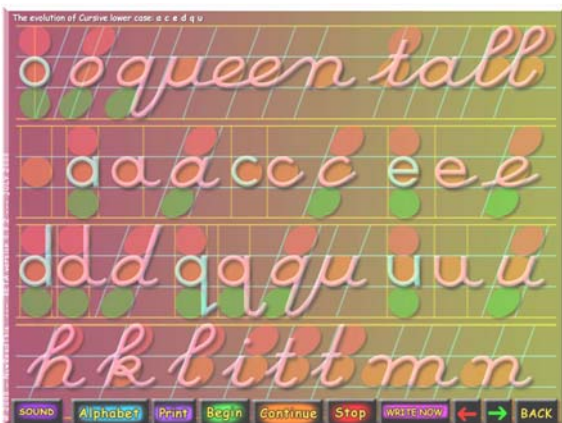 The evolution of Cursive lower case: a c e d q u
o o queen tall
a a a c c c e e e
d d d q q qu u u u
h k l i t t m n
SOUND Alphabet Print Begin Continue Stop WRITE NOW BACK